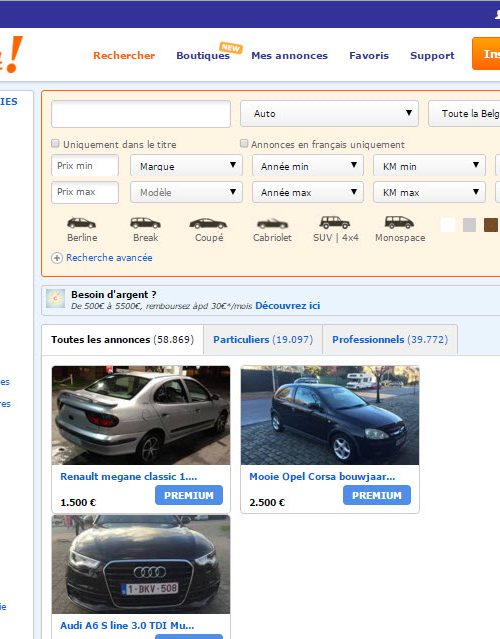 !
Rechercher Boutiques NEW Mes annonces Favoris Support Ins
IES
Auto Toute la Belg
Uniquement dans le titre Annonces en français uniquement
Prix min Marque Année min KM min
Prix max Modèle Année max KM max
Berline Break Coupé Cabriolet SUV | 4x4 Monospace
Recherche avancée
Besoin d'argent ?
De 500€ à 5500€, remboursez àpd 30€*/mois Découvrez ici
Toutes les annonces (58.869) Particuliers (19.097) Professionnels (39.772)
es
res
Renault megane classic 1.... Mooie Opel Corsa bouwjaar...
1.500 € PREMIUM 2.500 € PREMIUM
1-BKV-508
ie
Audi A6 S line 3.0 TDI Mu...